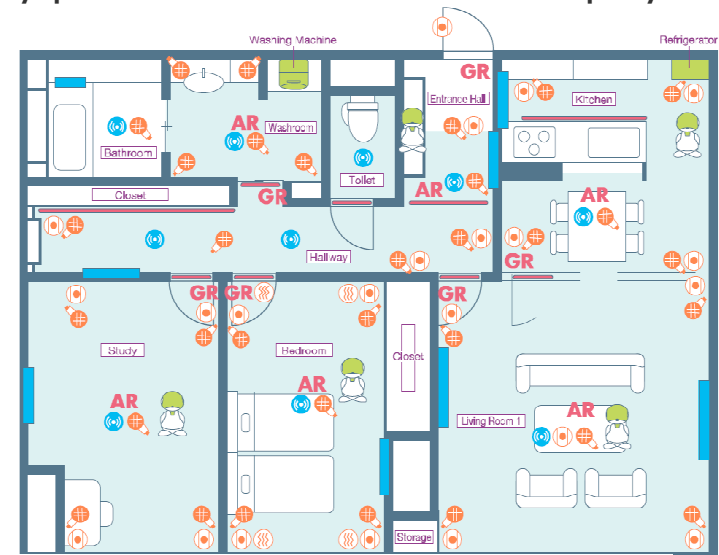 Washing Machine
Refrigerator
GR
Entrance Hall
Kitchen
AR
Washroom
Bathroom
Toilet
AR
AR
Closet
GR
Hallway
GR
GR
GR
GR
Study
Bedroom
Closet
AR
AR
AR
Living Room 1
Storage